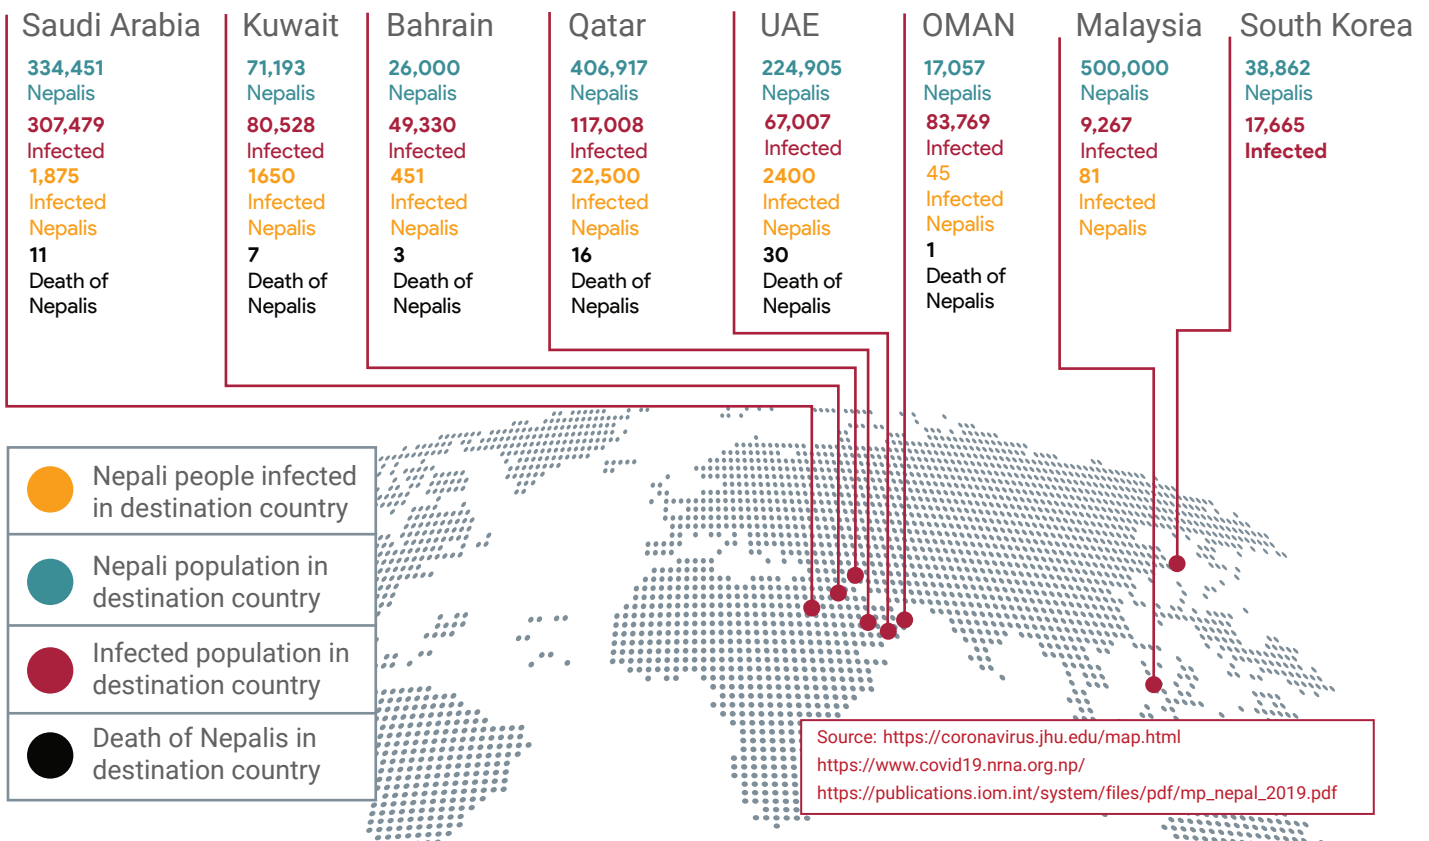 Saudi Arabia
334,451
Nepalis
307,479
Infected
1,875
Infected
Nepalis
11
Death of
Nepalis
Kuwait
71,193
Nepalis
80,528
Infected
1650
Infected
Nepalis
7
Death of
Nepalis
Bahrain
26,000
Nepalis
49,330
Infected
451
Infected
Nepalis
3
Death of
Nepalis
Qatar
406,917
Nepalis
117,008
Infected
22,500
Infected
Nepalis
16
Death of
Nepalis
UAE
224,905
Nepalis
67,007
Infected
2400
Infected
Nepalis
30
Death of
Nepalis
OMAN
17,057
Nepalis
83,769
Infected
45
Infected
Nepalis
1
Death of
Nepalis
Malaysia
500,000
Nepalis
9,267
Infected
81
Infected
Nepalis
South Korea
38,862
Nepalis
17,665
Infected
Nepali people infected
in destination country
Nepali population in
destination country
Infected population in
destination country
Death of Nepalis in
destination country
Source: https://coronavirus.jhu.edu/map.html
https://www.covid19.nrna.org.np/
https://publications.iom.int/system/files/pdf/mp_nepal_2019.pdf